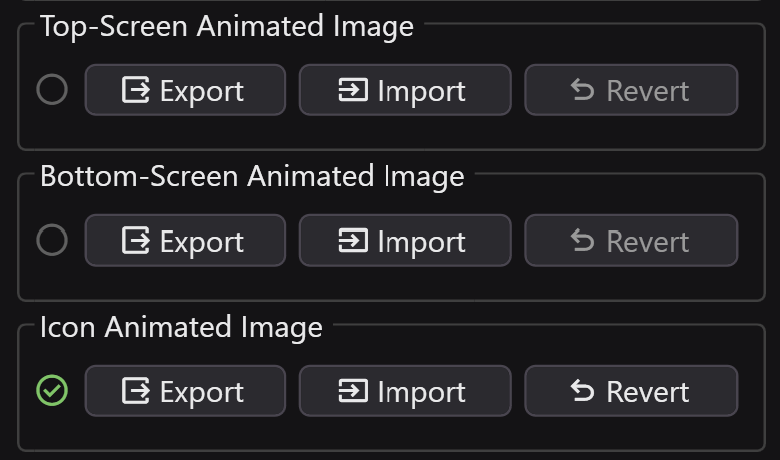 Top-Screen Animated Image
Export Import Revert
Bottom-Screen Animated Image
Export Import Revert
Icon Animated Image
Export Import Revert